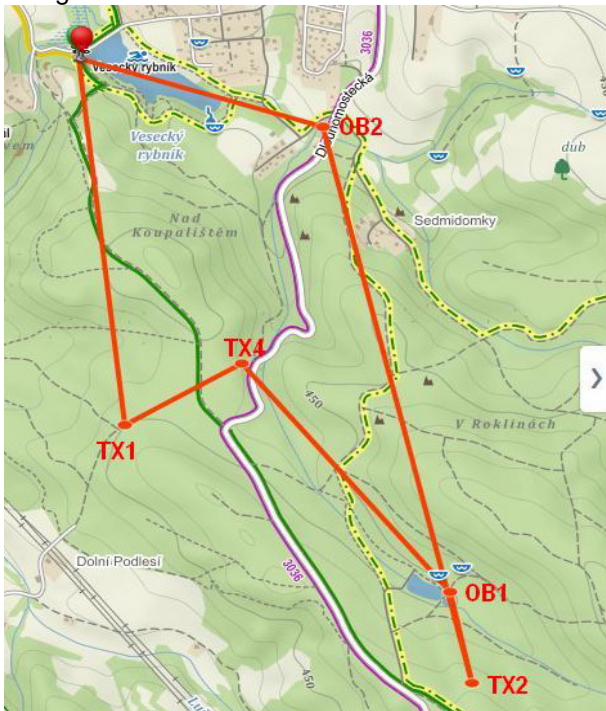 3036
Vesecký rybník
OB2
Dlouhomostecká
Vesecký
rybník
dub
Nad
Koupalištěm
Sedmidomky
TX4
450
TX1
V Roklinách
Dolní Podlesí
3036
OB1
450
TX2